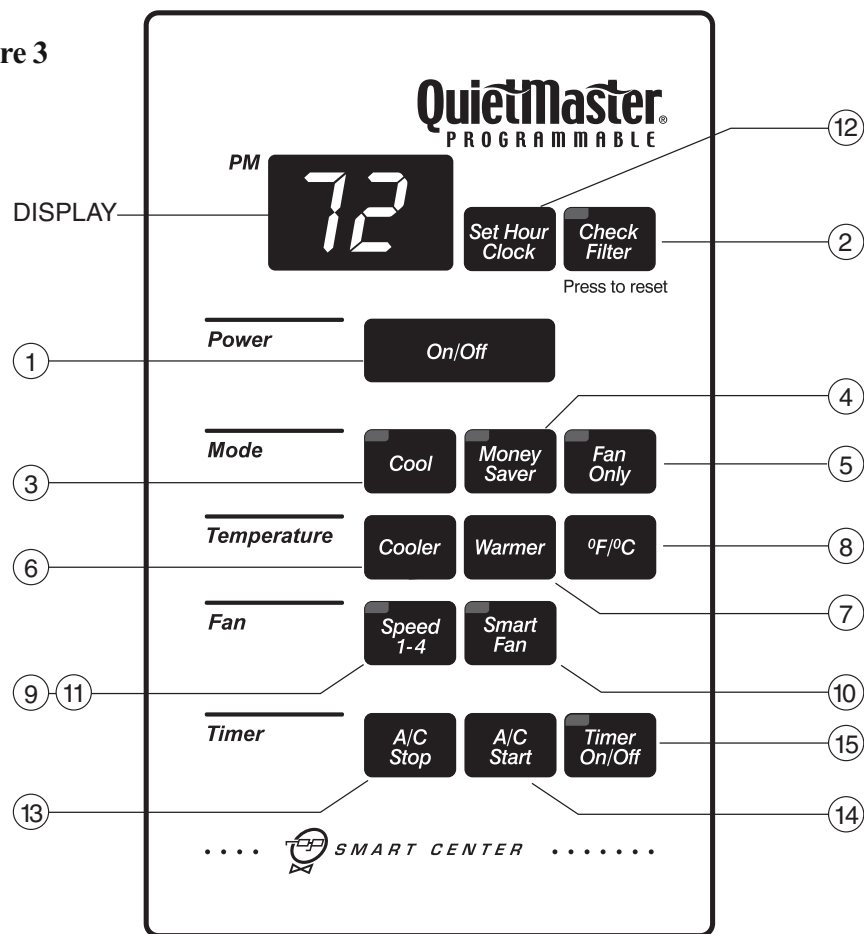 re 3
QuietMaster®
PROGRAMMABLE
12
PM
72
DISPLAY
Set Hour
Clock
Check
Filter
2
Press to reset
Power
On/Off
1
4
Mode
Cool
Money
Saver
Fan
Only
5
3
Temperature
Cooler
Warmer
⁰F/⁰C
8
6
7
Fan
Speed
1-4
Smart
Fan
9
11
10
Timer
A/C
Stop
A/C
Start
Timer
On/Off
15
13
14
SMART CENTER